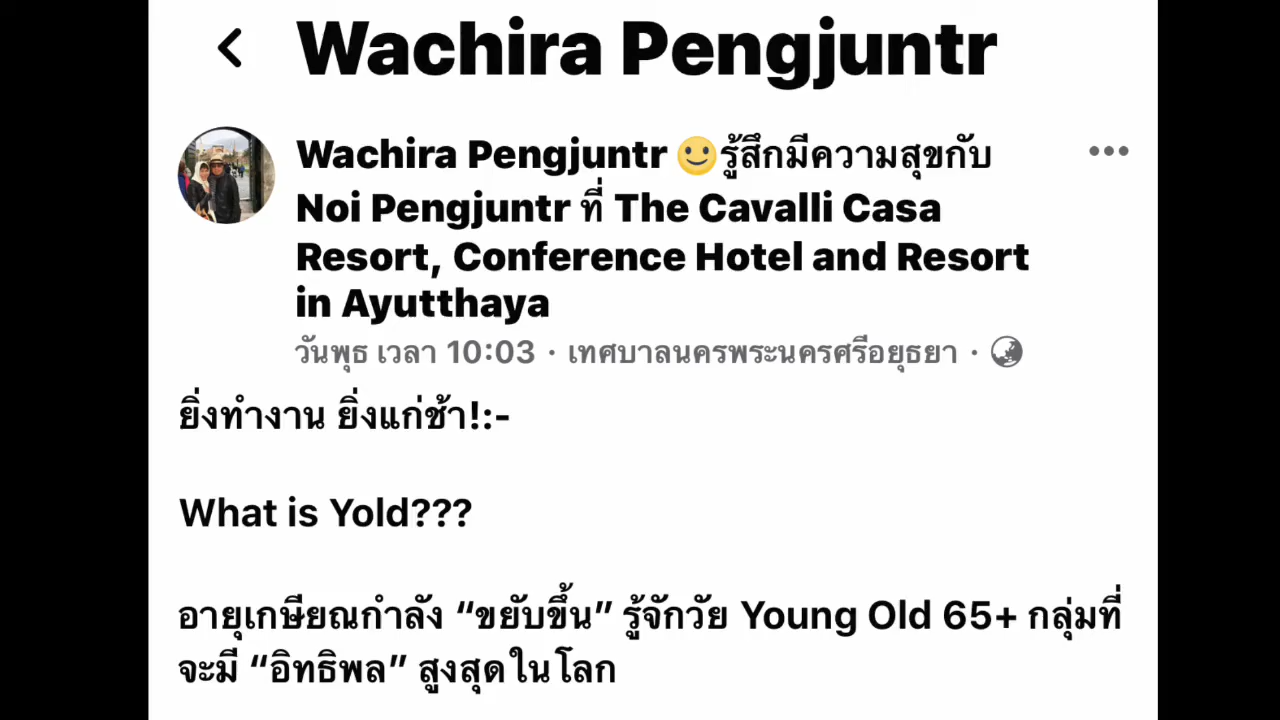 Wachira Pengjuntr
Wachira Pengjuntr 🙂รู้สึกมีความสุขกับ
Noi Pengjuntr ที่ The Cavalli Casa
Resort, Conference Hotel and Resort
in Ayutthaya
วันพุธ เวลา 10:03 · เทศบาลนครพระนครศรีอยุธยา ·
ยิ่งทำงาน ยิ่งแก่ช้า!:-
What is Yold???
อายุเกษียณกำลัง “ขยับขึ้น” รู้จักวัย Young Old 65+ กลุ่มที่
จะมี “อิทธิพล” สูงสุดในโลก